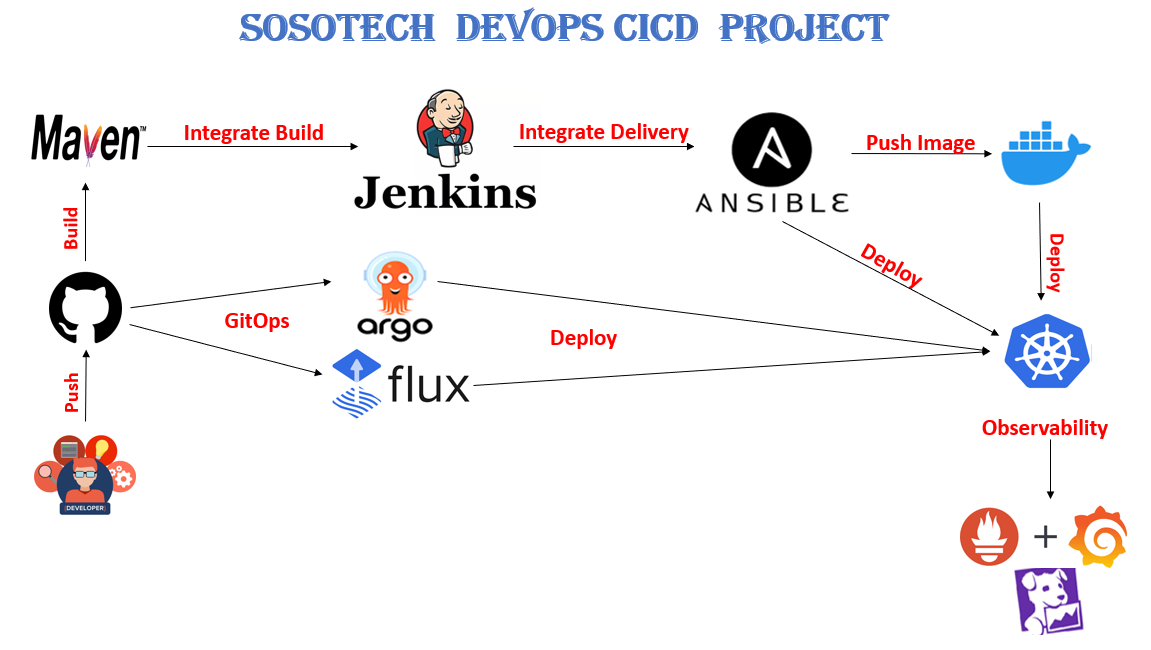 SOSOTECH DEVOPS CICD PROJECT
Maven™
Integrate Build
Jenkins
Integrate Delivery
ANSIBLE
Push Image
Build
Deploy
Deploy
argo
GitOps
Deploy
flux
Push
DEVELOPER
Observability
+